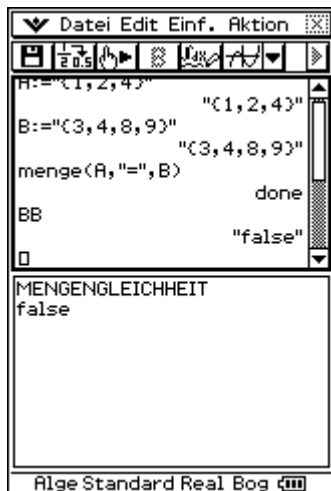 Datei Edit Einf. Aktion
A:="{1,2,4}"
"{1,2,4}"
B:="{3,4,8,9}"
"{3,4,8,9}"
menge(A,"=",B)
done
BB
"false"
MENGENGLEICHHEIT
false
Alge Standard Real Bog